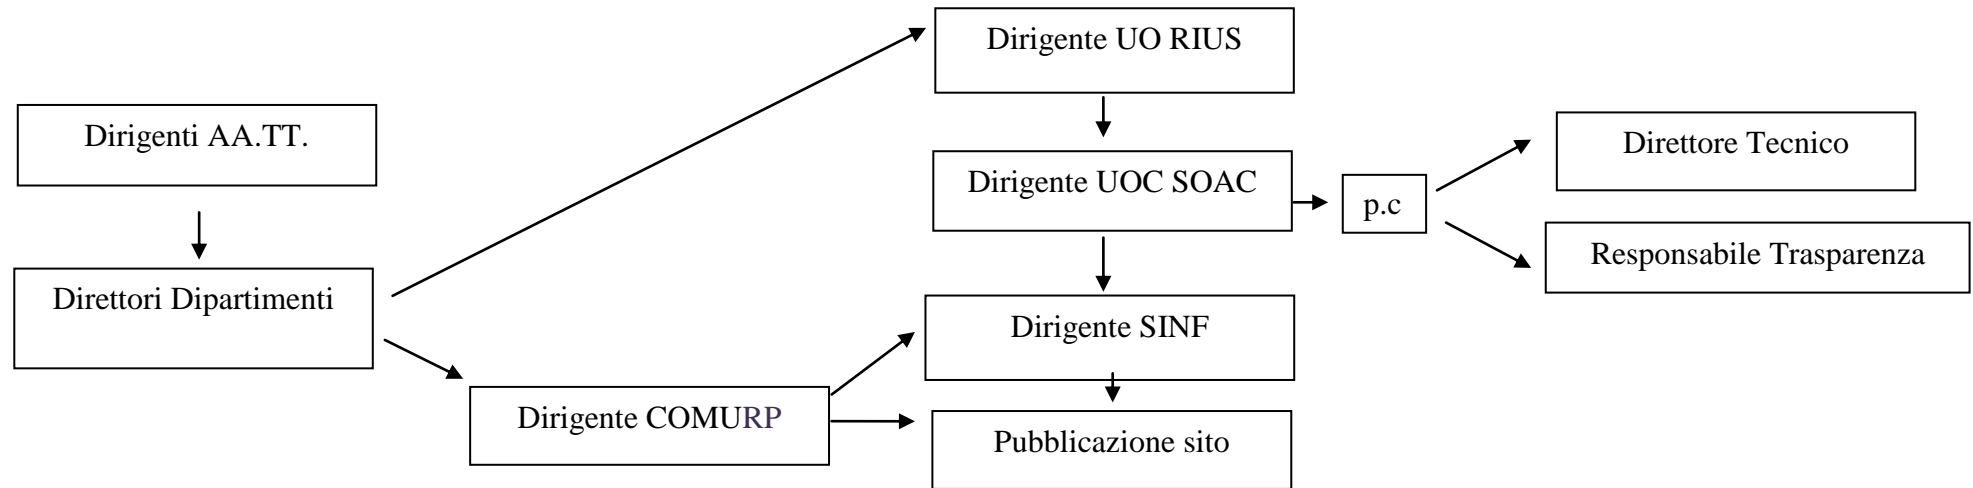 Dirigente UO RIUS
Dirigenti AA.TT.
Direttore Tecnico
Dirigente UOC SOAC
p.c
Responsabile Trasparenza
Direttori Dipartimenti
Dirigente SINF
Dirigente COMURP
Pubblicazione sito